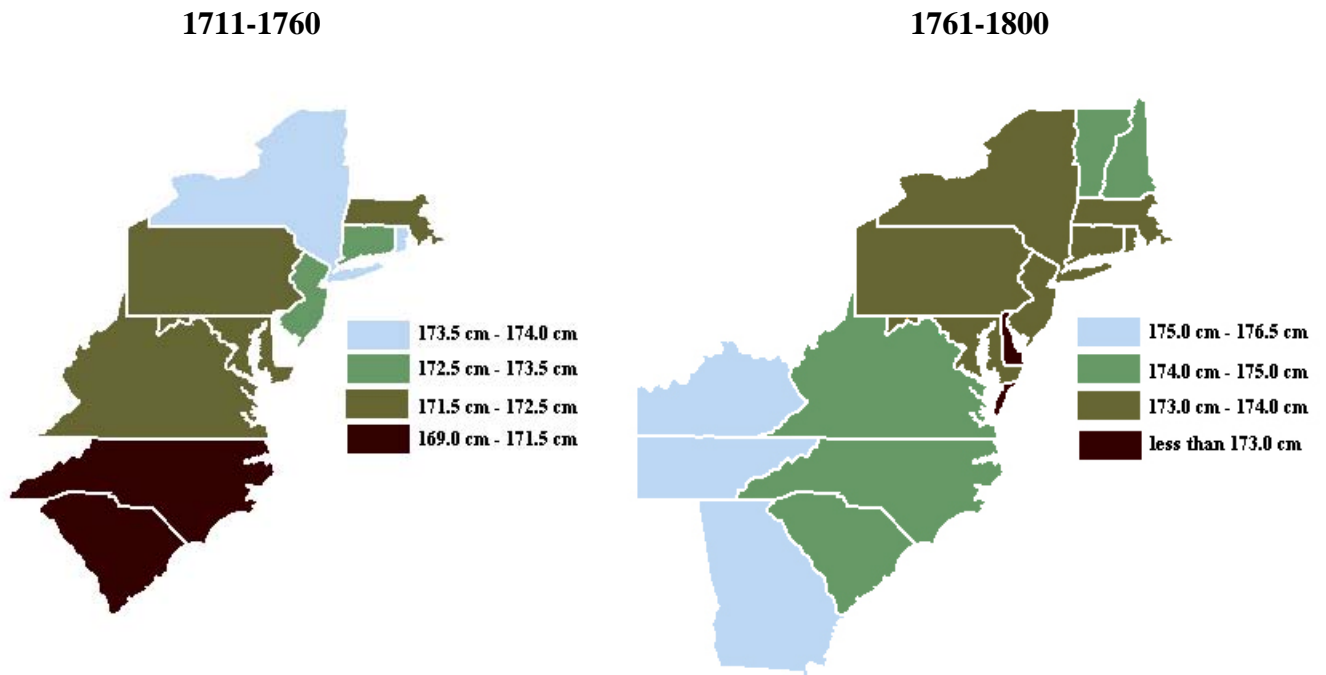 1711-1760
1761-1800
173.5 cm - 174.0 cm
172.5 cm - 173.5 cm
171.5 cm - 172.5 cm
169.0 cm - 171.5 cm
175.0 cm - 176.5 cm
174.0 cm - 175.0 cm
173.0 cm - 174.0 cm
less than 173.0 cm